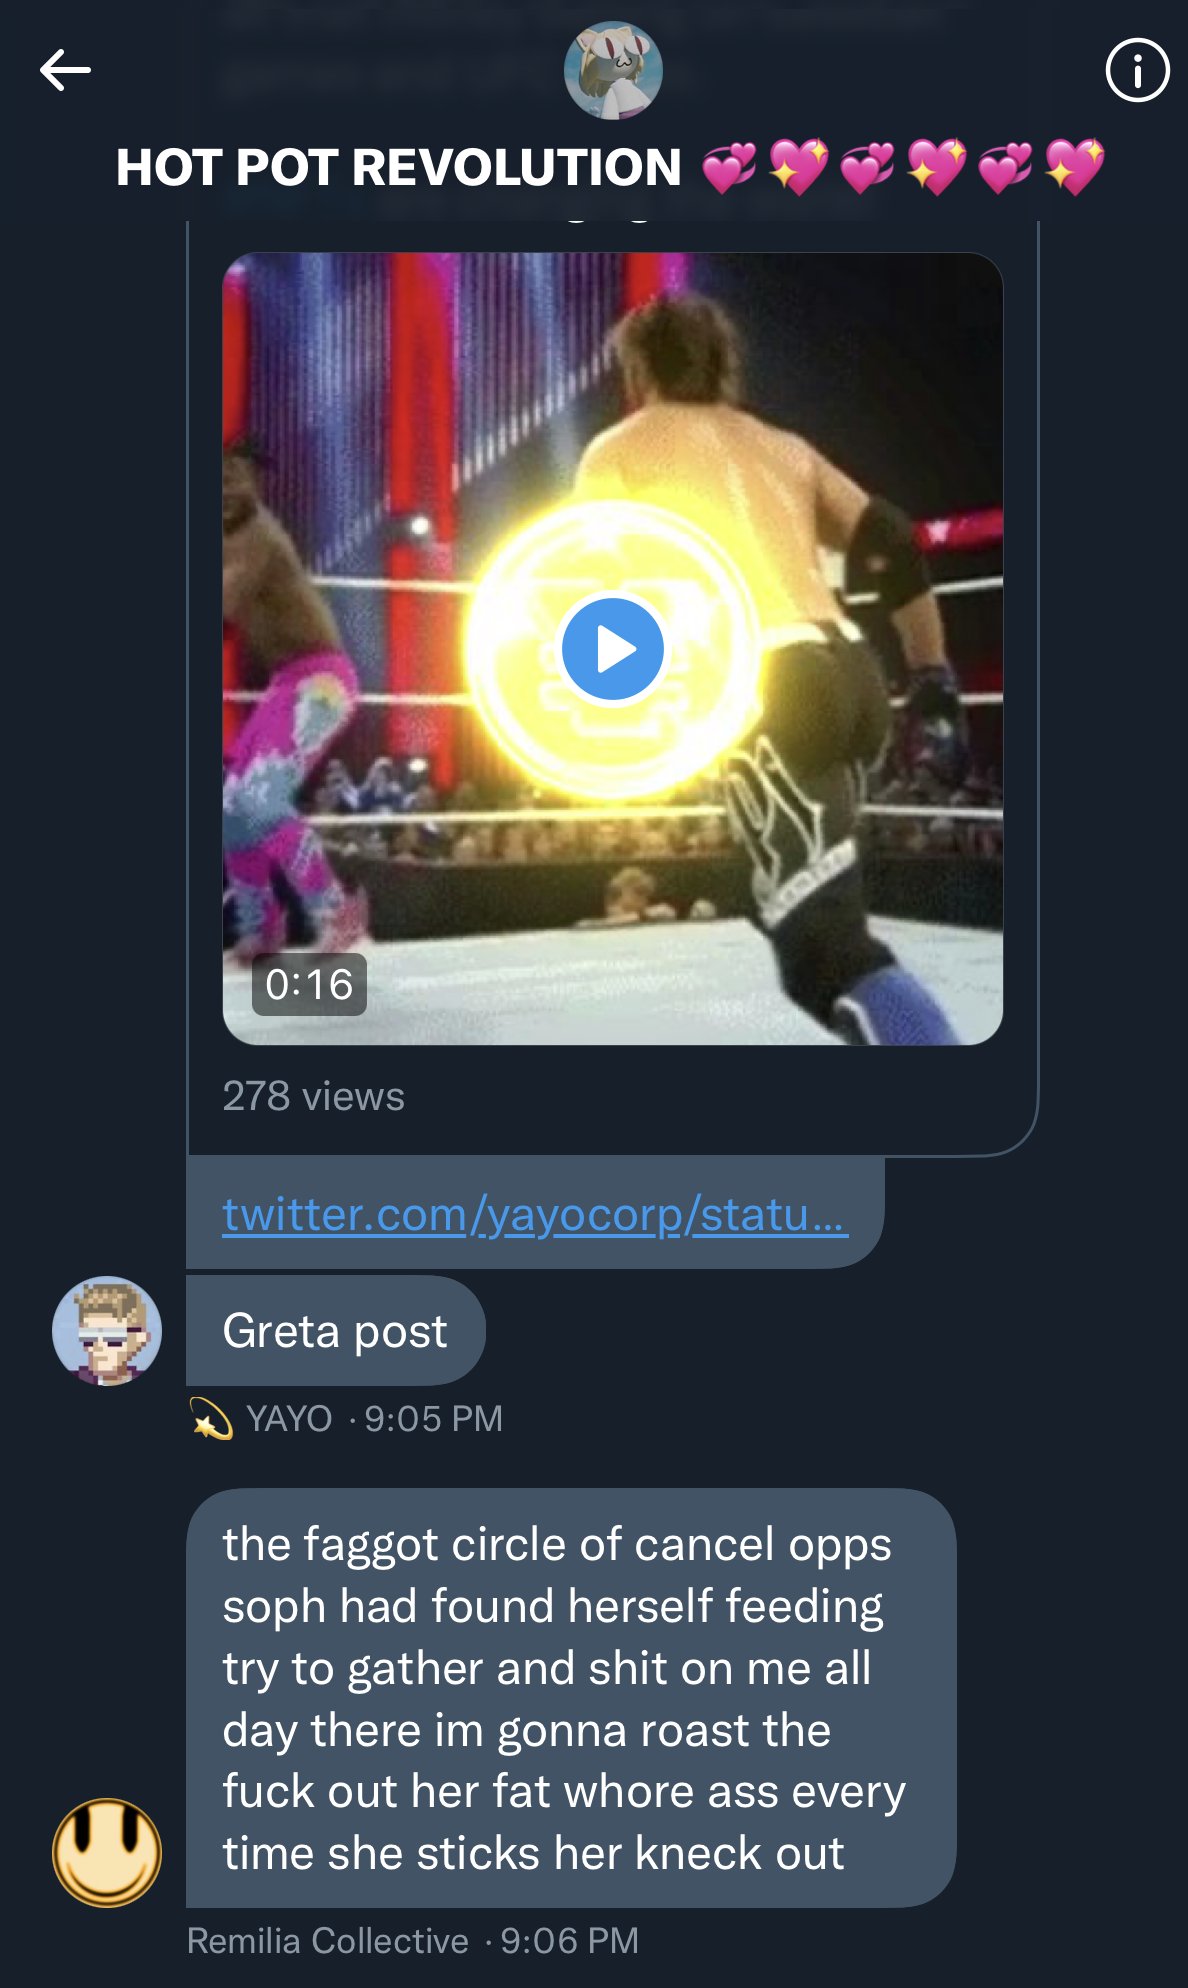 HOT POT REVOLUTION 💞💖💞💖💞💖
0:16
278 views
twitter.com/yayocorp/statu...
Greta post
💫 YAYO · 9:05 PM
the faggot circle of cancel opps
soph had found herself feeding
try to gather and shit on me all
day there im gonna roast the
fuck out her fat whore ass every
time she sticks her kneck out
Remilia Collective · 9:06 PM